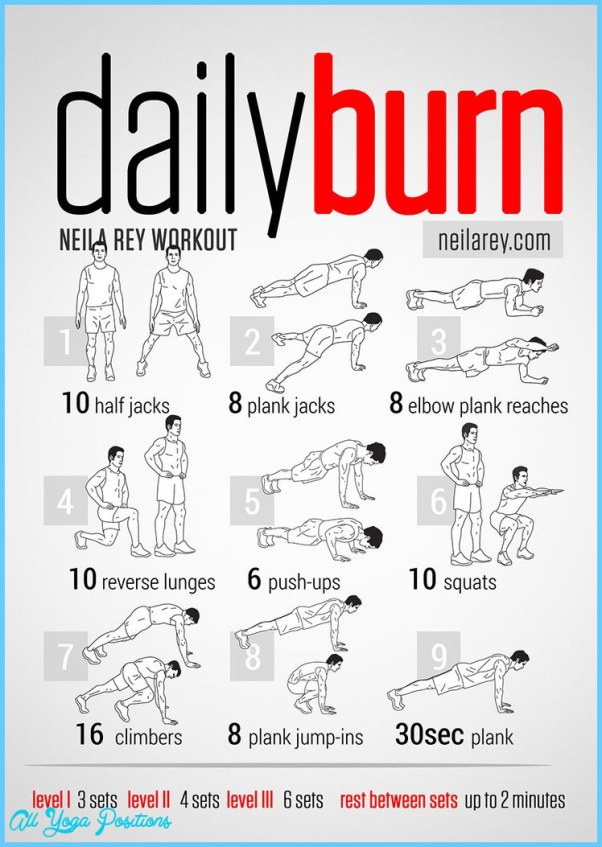 dailyburn
NEILA REY WORKOUT
neilarey.com
1
10 half jacks
2
8 plank jacks
3
8 elbow plank reaches
4
10 reverse lunges
5
6 push-ups
6
10 squats
7
16 climbers
8
8 plank jump-ins
9
30sec plank
level I 3 sets level II 4 sets level III 6 sets rest between sets up to 2 minutes
All Yoga Positions